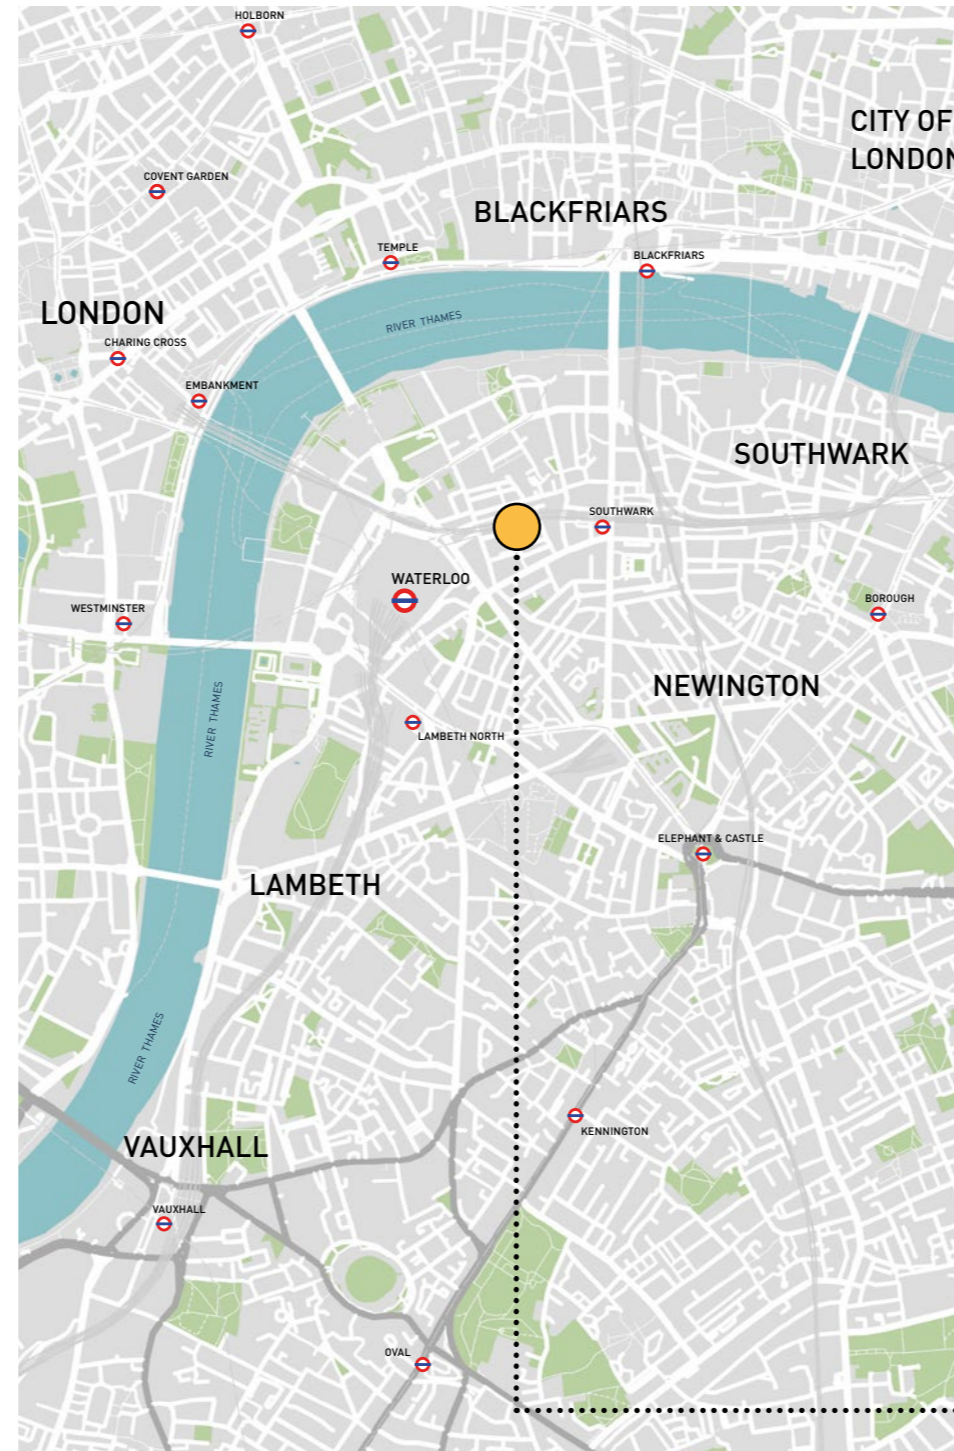 HOLBORN
CITY OF
LONDON
COVENT GARDEN
BLACKFRIARS
TEMPLE
BLACKFRIARS
LONDON
RIVER THAMES
CHARING CROSS
EMBANKMENT
SOUTHWARK
SOUTHWARK
WATERLOO
BOROUGH
WESTMINSTER
NEWINGTON
RIVER THAMES
LAMBETH NORTH
ELEPHANT & CASTLE
LAMBETH
RIVER THAMES
KENNINGTON
VAUXHALL
VAUXHALL
OVAL